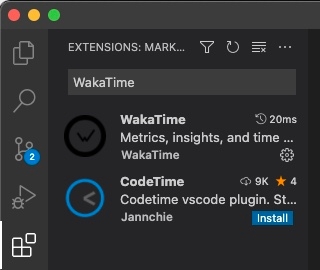 EXTENSIONS: MARK...
WakaTime
WakaTime 20ms
Metrics, insights, and time ...
WakaTime
2
CodeTime 9K 4
Codetime vscode plugin. St...
Jannchie Install